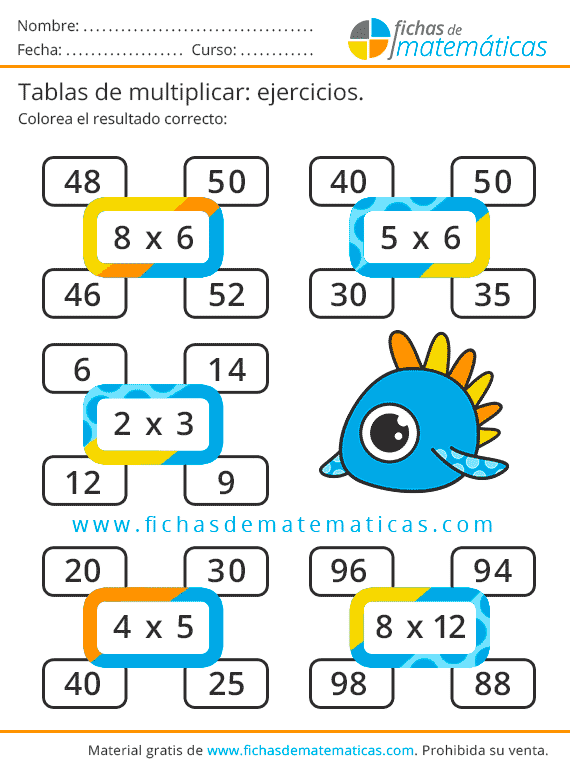 Nombre: .....................................
Fecha: ................... Curso: ............
fichas de
matemáticas
Tablas de multiplicar: ejercicios.
Colorea el resultado correcto:
48 50 40 50
8 x 6 5 x 6
46 52 30 35
6 14
2 x 3
12 9
www.fichasdematematicas.com
20 30 96 94
4 x 5 8 x 12
40 25 98 88
Material gratis de www.fichasdematematicas.com. Prohibida su venta.